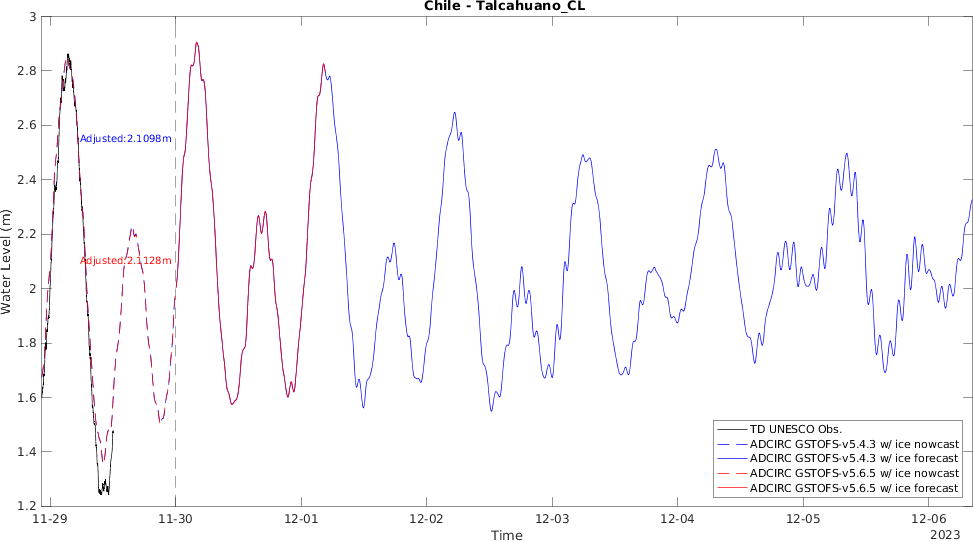 Chile - Talcahuano_CL
3
2.8
2.6
2.4
2.2
2
1.8
1.6
1.4
1.2
Water Level (m)
Adjusted:2.1098m
Adjusted:2.1128m
TD UNESCO Obs.
ADCIRC GSTOFS-v5.4.3 w/ ice nowcast
ADCIRC GSTOFS-v5.4.3 w/ ice forecast
ADCIRC GSTOFS-v5.6.5 w/ ice nowcast
ADCIRC GSTOFS-v5.6.5 w/ ice forecast
11-29 11-30 12-01 12-02 12-03 12-04 12-05 12-06
Time
2023